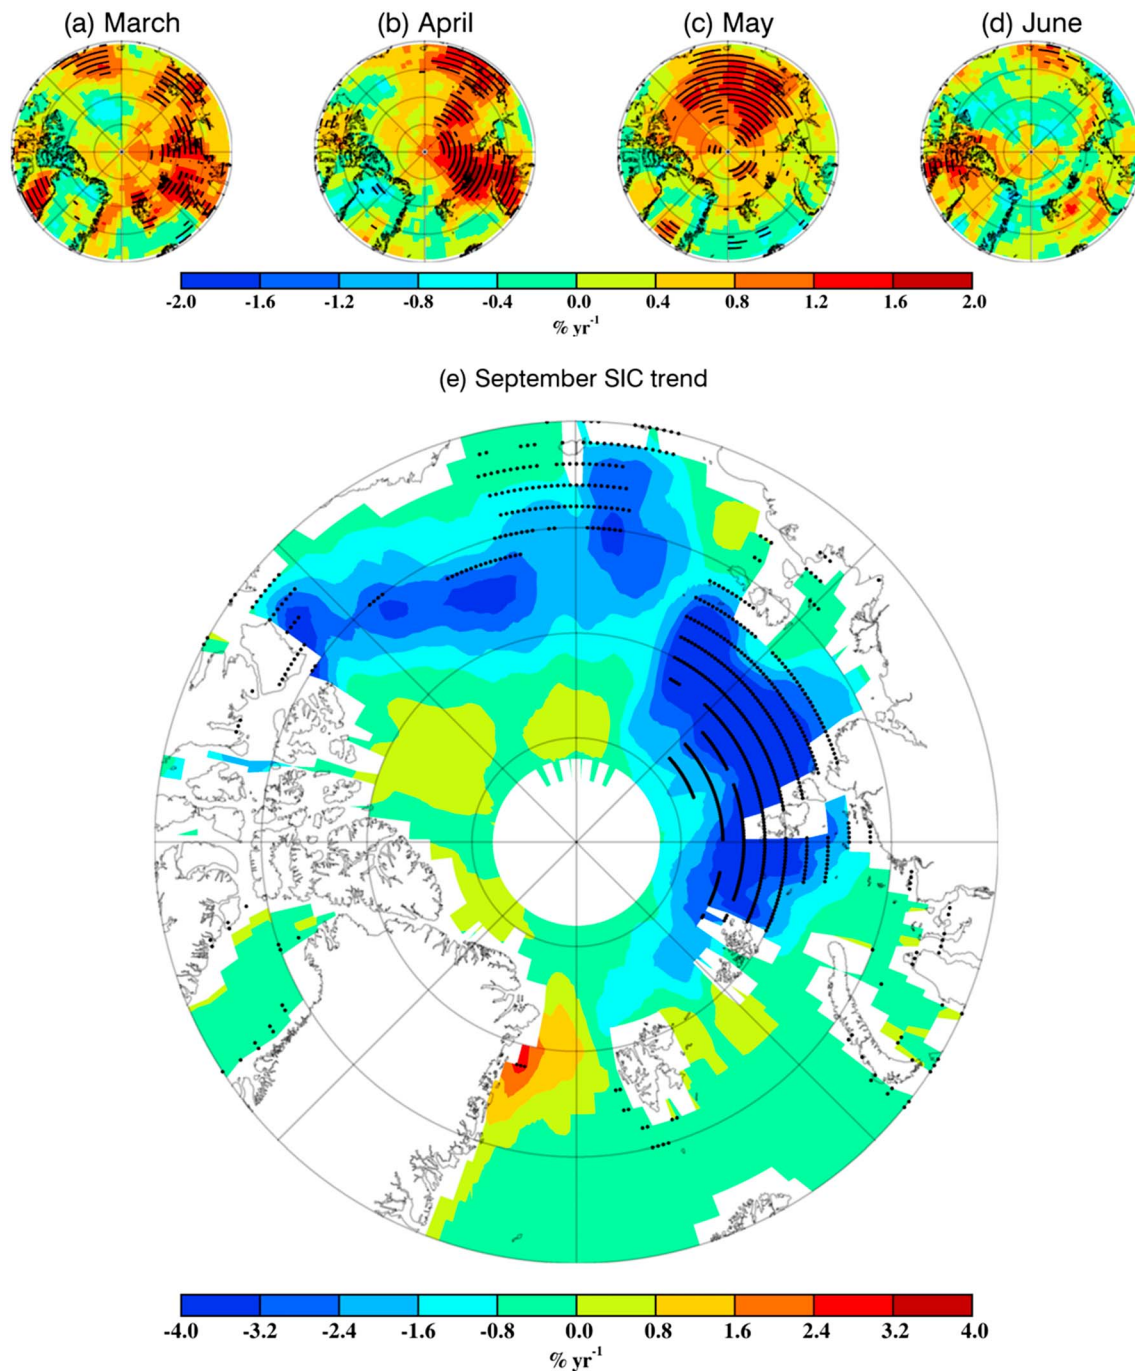 (a) March (b) April (c) May (d) June
-2.0 -1.6 -1.2 -0.8 -0.4 0.0 0.4 0.8 1.2 1.6 2.0
% yr-1
(e) September SIC trend
-4.0 -3.2 -2.4 -1.6 -0.8 0.0 0.8 1.6 2.4 3.2 4.0
% yr-1